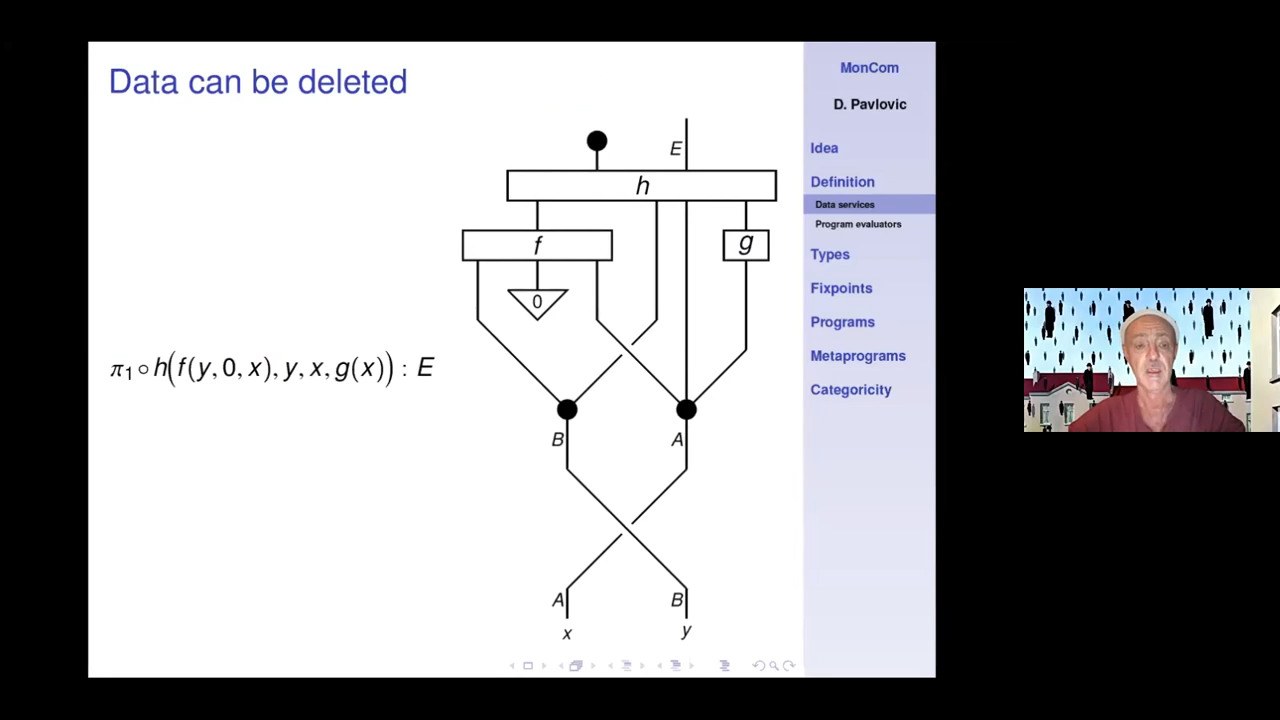 Data can be deleted
π₁∘h(f(y, 0, x), y, x, g(x)) : E
E
h
f
g
0
B
A
A
B
x
y
MonCom
D. Pavlovic
Idea
Definition
Data services
Program evaluators
Types
Fixpoints
Programs
Metaprograms
Categoricity